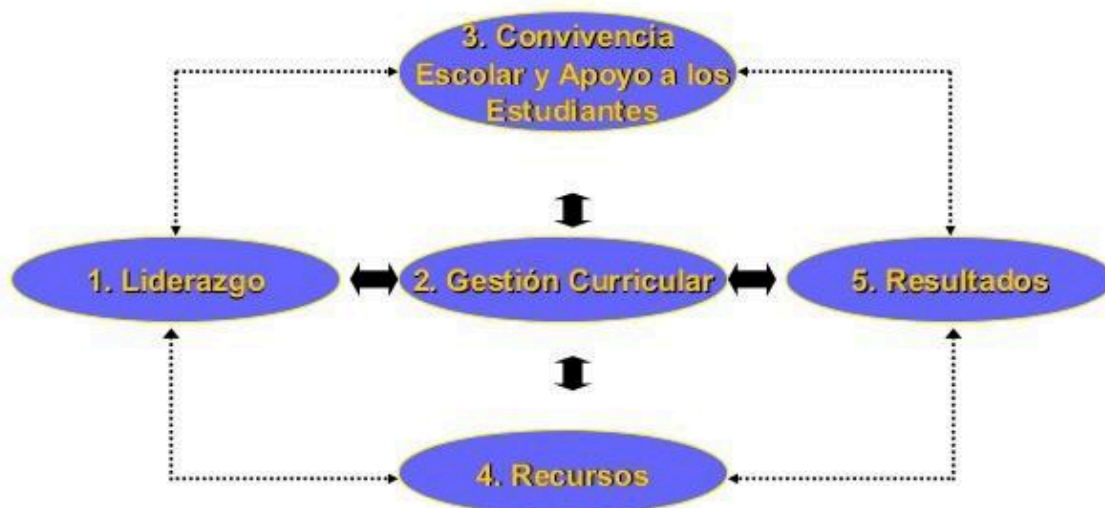 3. Convivencia
Escolar y Apoyo a los
Estudiantes
1. Liderazgo
2. Gestión Curricular
5. Resultados
4. Recursos